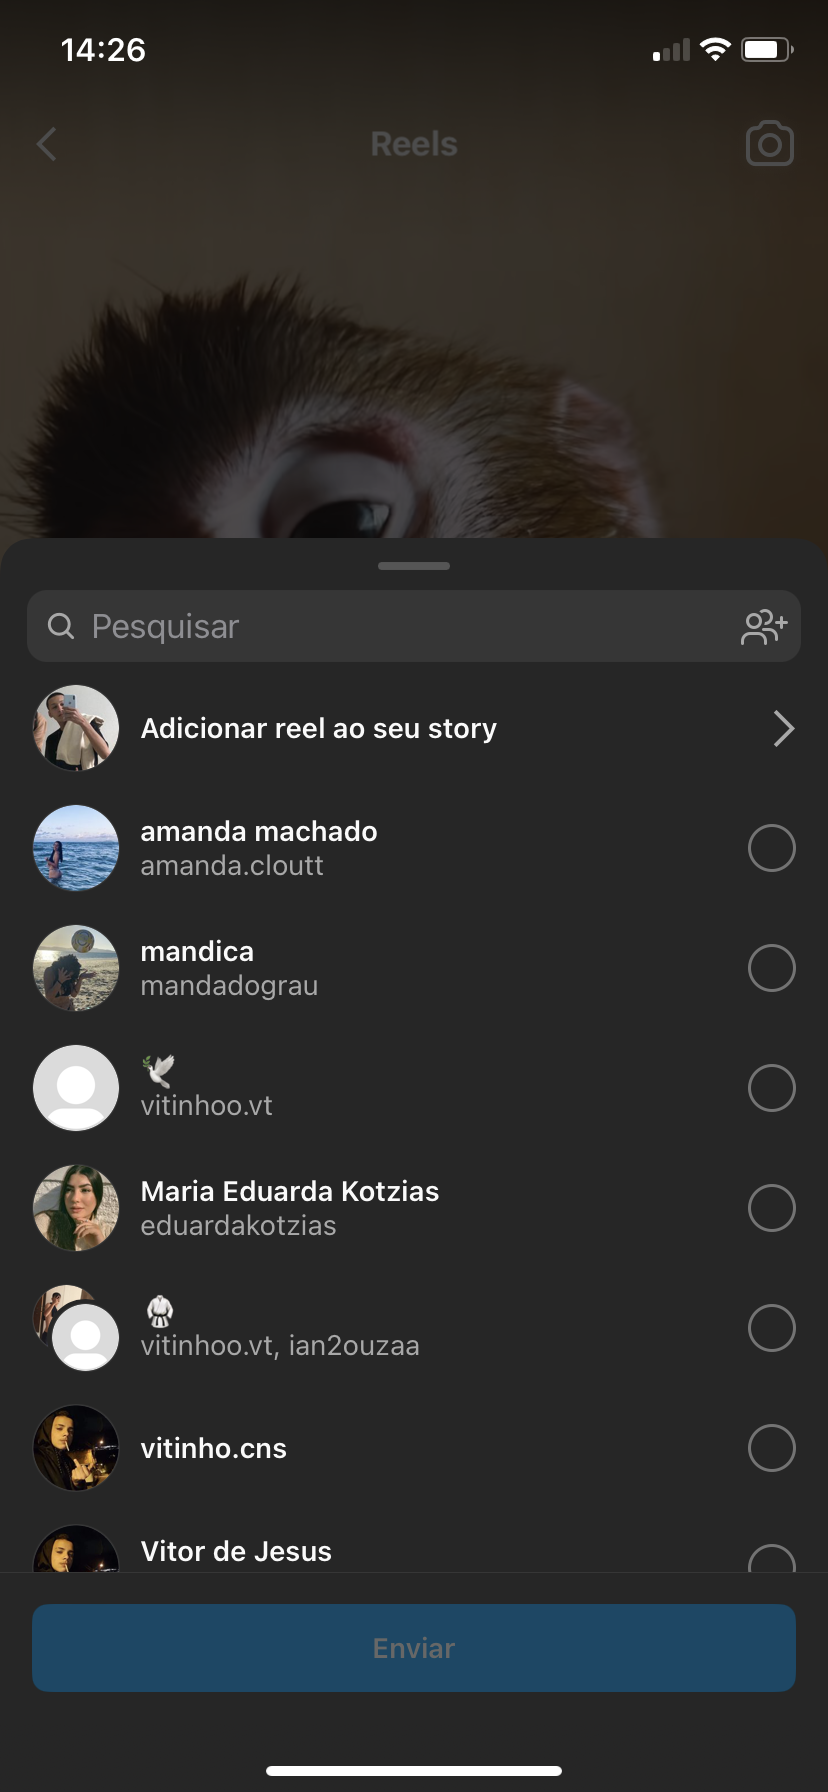 14:26
Reels
Pesquisar
Adicionar reel ao seu story
amanda machado
amanda.cloutt
mandica
mandadograu
🕊
vitinhoo.vt
Maria Eduarda Kotzias
eduardakotzias
🥋
vitinhoo.vt, ian2ouzaa
vitinho.cns
Vitor de Jesus
Enviar